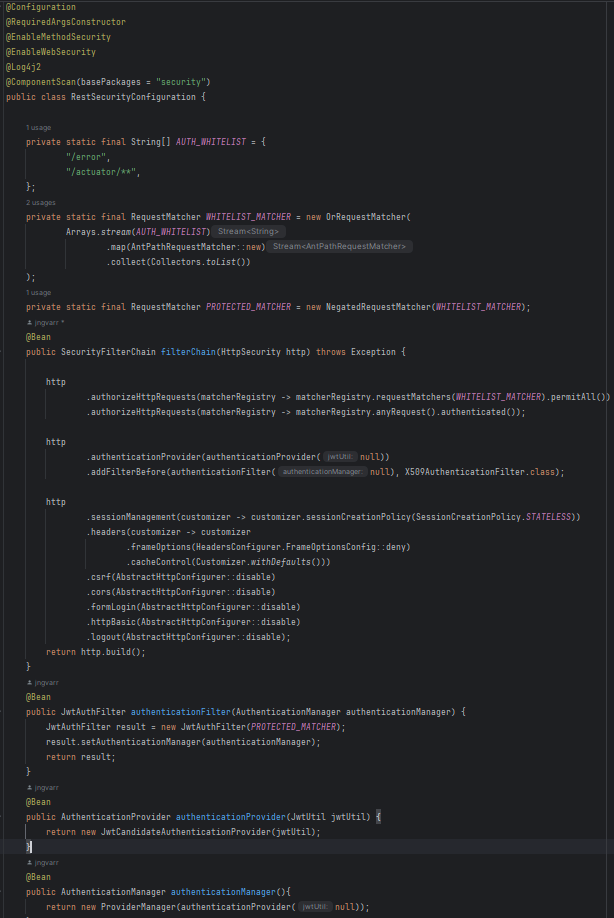 @Configuration
@RequiredArgsConstructor
@EnableMethodSecurity
@EnableWebSecurity
@Log4j2
@ComponentScan(basePackages = "security")
public class RestSecurityConfiguration {
1 usage
private static final String[] AUTH_WHITELIST = {
"/error",
"/actuator/**",
};
2 usages
private static final RequestMatcher WHITELIST_MATCHER = new OrRequestMatcher(
Arrays.stream(AUTH_WHITELIST) Stream<String>
.map(AntPathRequestMatcher::new) Stream<AntPathRequestMatcher>
.collect(Collectors.toList())
);
1 usage
private static final RequestMatcher PROTECTED_MATCHER = new NegatedRequestMatcher(WHITELIST_MATCHER);
jngvarr *
@Bean
public SecurityFilterChain filterChain(HttpSecurity http) throws Exception {
http
.authorizeHttpRequests(matcherRegistry -> matcherRegistry.requestMatchers(WHITELIST_MATCHER).permitAll())
.authorizeHttpRequests(matcherRegistry -> matcherRegistry.anyRequest().authenticated());
http
.authenticationProvider(authenticationProvider( jwtUtil: null))
.addFilterBefore(authenticationFilter( authenticationManager: null), X509AuthenticationFilter.class);
http
.sessionManagement(customizer -> customizer.sessionCreationPolicy(SessionCreationPolicy.STATELESS))
.headers(customizer -> customizer
.frameOptions(HeadersConfigurer.FrameOptionsConfig::deny)
.cacheControl(Customizer.withDefaults()))
.csrf(AbstractHttpConfigurer::disable)
.cors(AbstractHttpConfigurer::disable)
.formLogin(AbstractHttpConfigurer::disable)
.httpBasic(AbstractHttpConfigurer::disable)
.logout(AbstractHttpConfigurer::disable);
return http.build();
}
jngvarr
@Bean
public JwtAuthFilter authenticationFilter(AuthenticationManager authenticationManager) {
JwtAuthFilter result = new JwtAuthFilter(PROTECTED_MATCHER);
result.setAuthenticationManager(authenticationManager);
return result;
}
jngvarr
@Bean
public AuthenticationProvider authenticationProvider(JwtUtil jwtUtil) {
return new JwtCandidateAuthenticationProvider(jwtUtil);
}
jngvarr
@Bean
public AuthenticationManager authenticationManager(){
return new ProviderManager(authenticationProvider( jwtUtil: null));